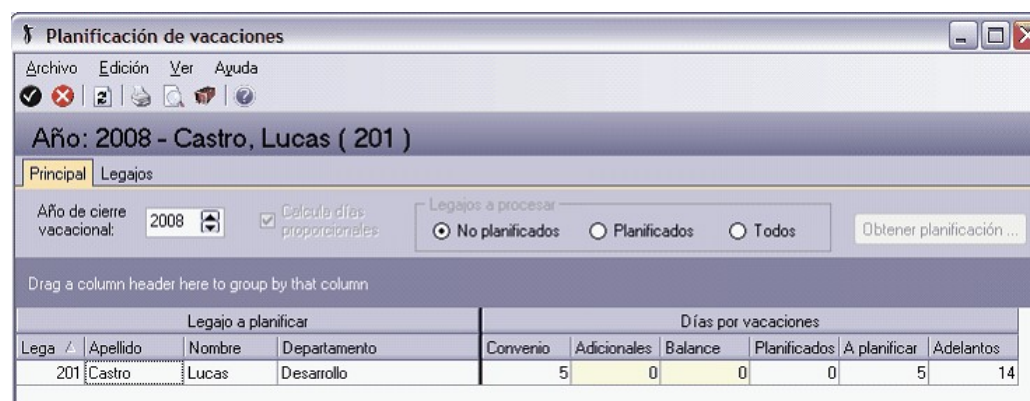 Planificación de vacaciones
Archivo Edición Ver Ayuda
Año: 2008 - Castro, Lucas ( 201 )
Principal Legajos
Año de cierre vacacional: 2008
Calcula días proporcionales
Legajos a procesar
No planificados Planificados Todos
Obtener planificación ...
Drag a column header here to group by that column
Legajo a planificar Días por vacaciones
Lega Apellido Nombre Departamento Convenio Adicionales Balance Planificados A planificar Adelantos
201 Castro Lucas Desarrollo 5 0 0 0 5 14